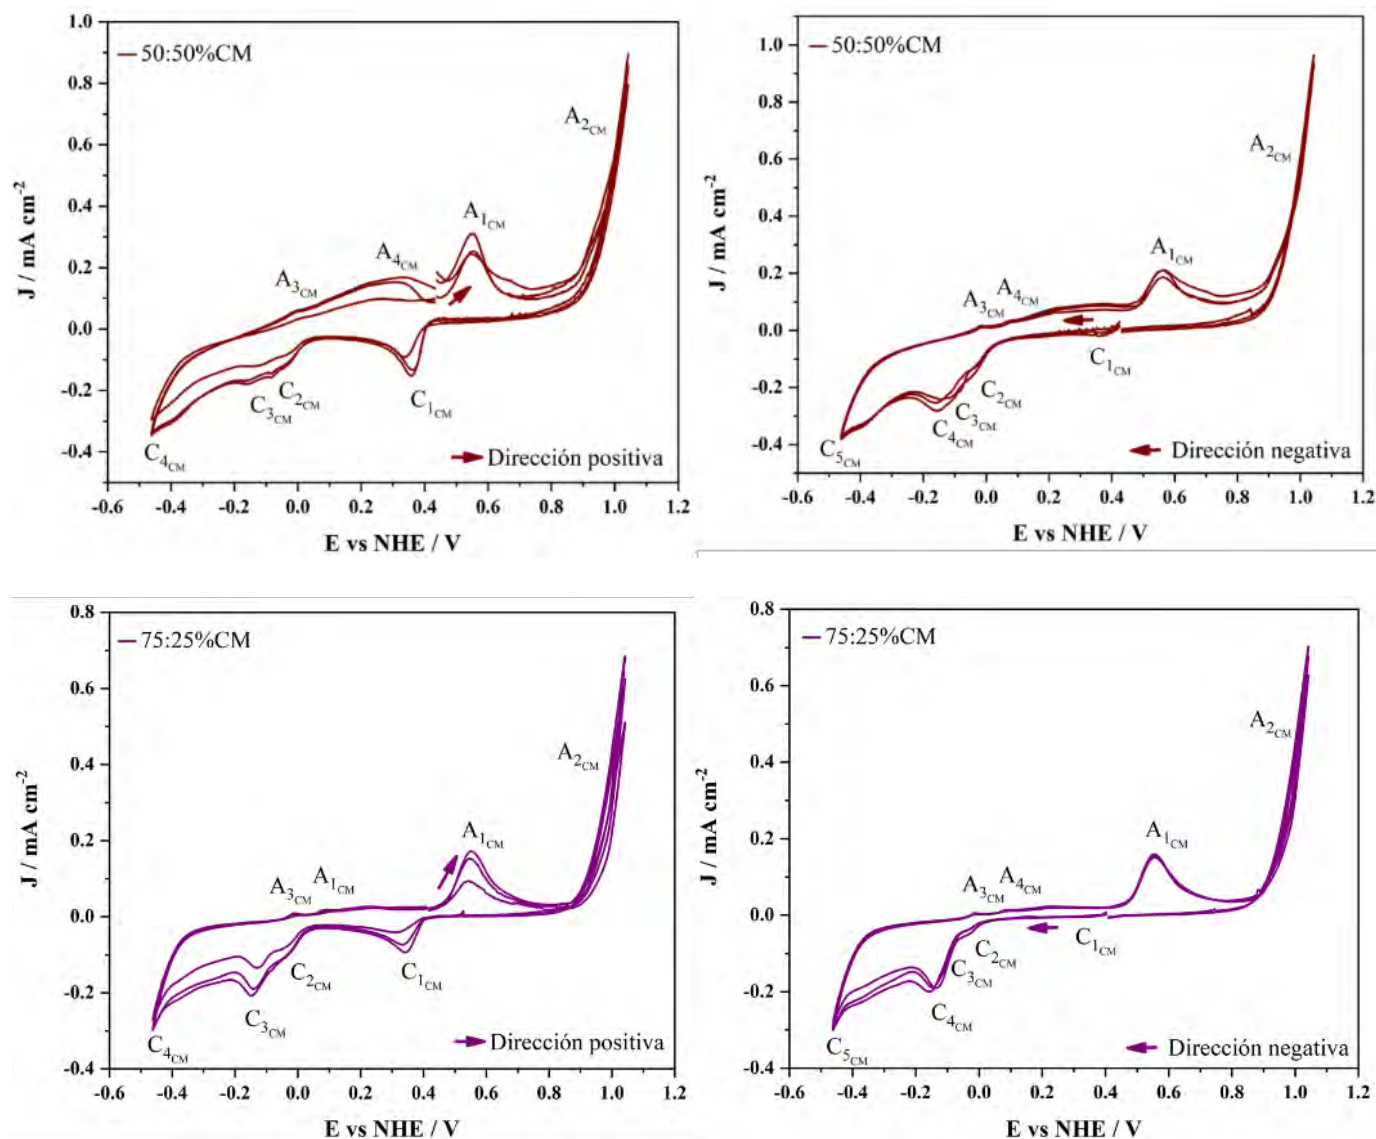 50:50%CM
A2CM
A1CM
A4CM
A3CM
C2CM
C3CM
C1CM
C4CM
Dirección positiva
J / mA cm-2
1.0
0.8
0.6
0.4
0.2
0.0
-0.2
-0.4
-0.6 -0.4 -0.2 0.0 0.2 0.4 0.6 0.8 1.0 1.2
E vs NHE / V
50:50%CM
A2CM
A1CM
A4CM
A3CM
C1CM
C2CM
C3CM
C4CM
C5CM
Dirección negativa
J / mA cm-2
1.0
0.8
0.6
0.4
0.2
0.0
-0.2
-0.4
-0.6 -0.4 -0.2 0.0 0.2 0.4 0.6 0.8 1.0 1.2
E vs NHE / V
75:25%CM
A2CM
A1CM
A1CM
A3CM
C2CM
C1CM
C3CM
C4CM
Dirección positiva
J / mA cm-2
0.8
0.6
0.4
0.2
0.0
-0.2
-0.4
-0.6 -0.4 -0.2 0.0 0.2 0.4 0.6 0.8 1.0 1.2
E vs NHE / V
75:25%CM
A2CM
A1CM
A4CM
A3CM
C1CM
C2CM
C3CM
C4CM
C5CM
Dirección negativa
J / mA cm-2
0.8
0.6
0.4
0.2
0.0
-0.2
-0.4
-0.6 -0.4 -0.2 0.0 0.2 0.4 0.6 0.8 1.0 1.2
E vs NHE / V